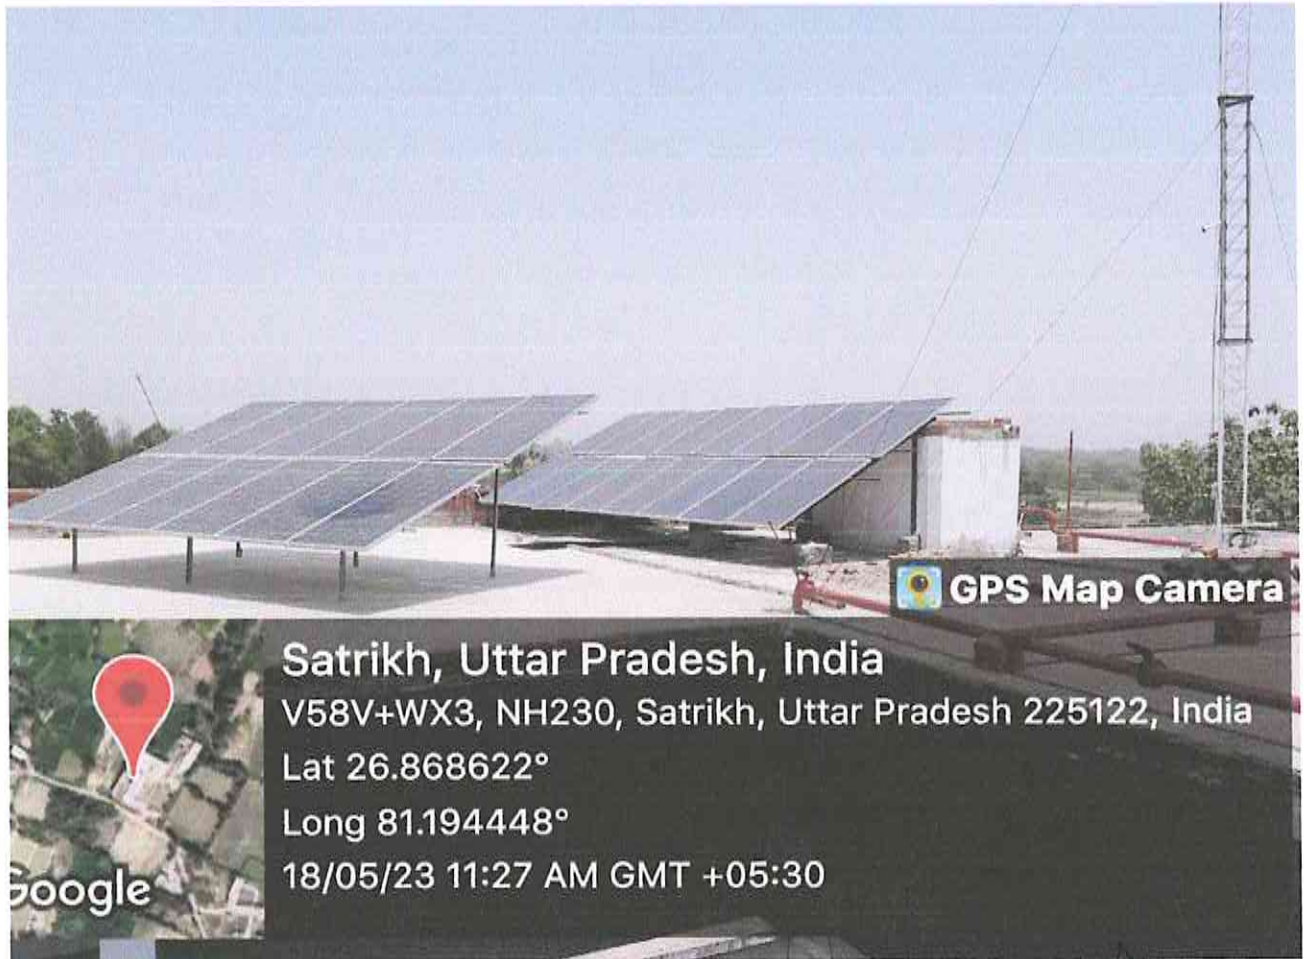 GPS Map Camera
Satrikh, Uttar Pradesh, India
V58V+WX3, NH230, Satrikh, Uttar Pradesh 225122, India
Lat 26.868622°
Long 81.194448°
18/05/23 11:27 AM GMT +05:30
Google